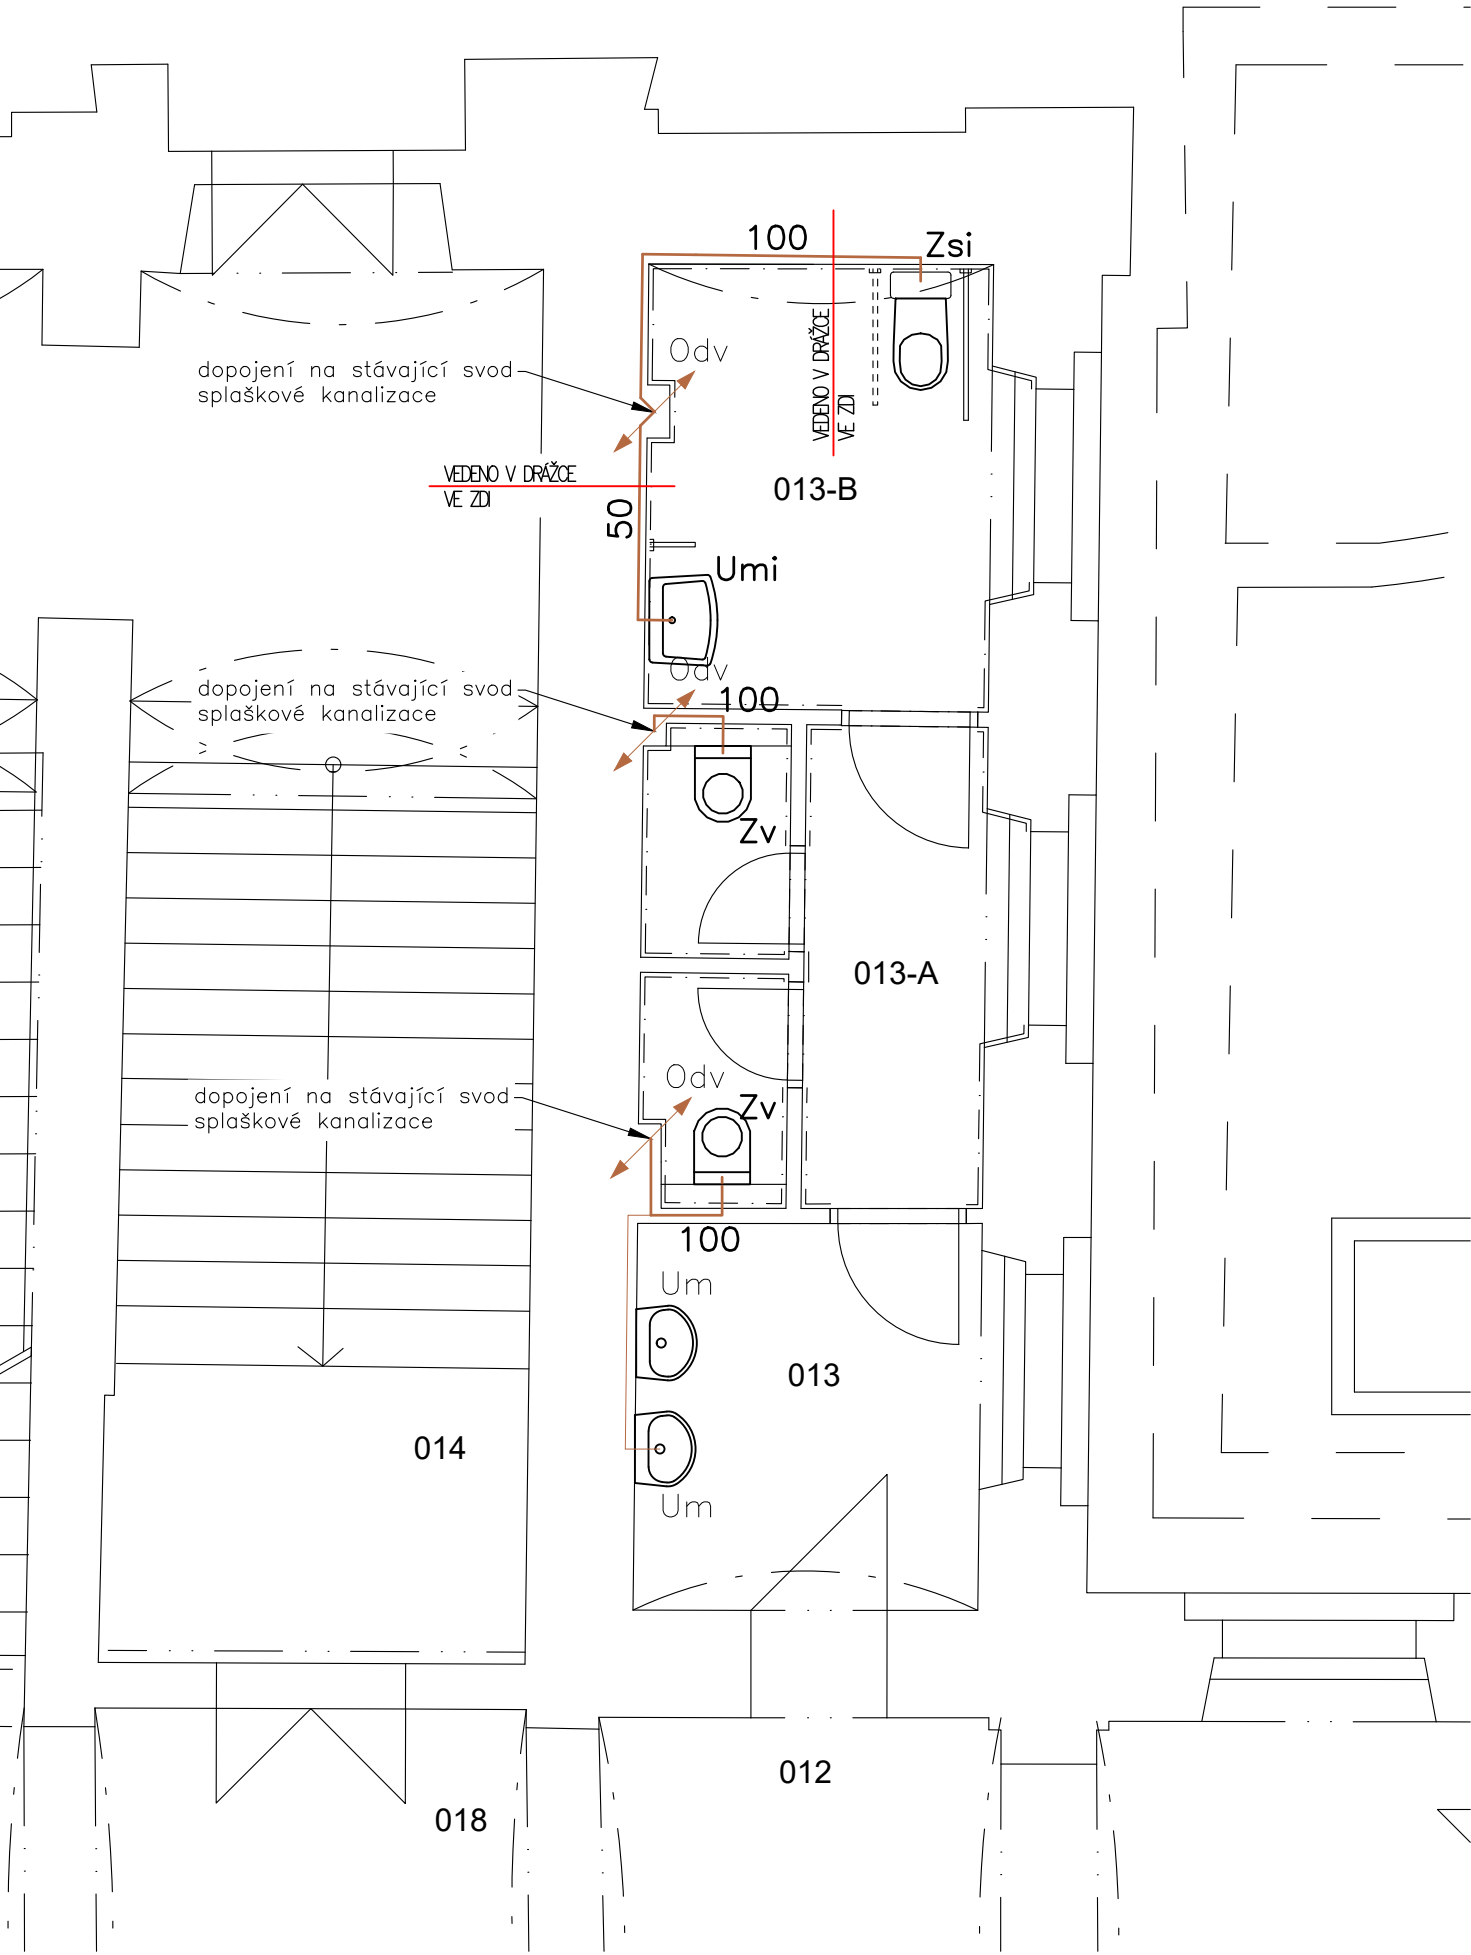 100
Zsi
Odv
dopojení na stávající svod
splaškové kanalizace
VEDENO V DRÁŽCE
VE ZDI
VEDENO V DRÁŽCE
VE ZDI
50
013-B
Umi
Odv
dopojení na stávající svod
splaškové kanalizace
100
Zv
013-A
Odv
dopojení na stávající svod
splaškové kanalizace
Zv
100
Um
013
014
Um
012
018